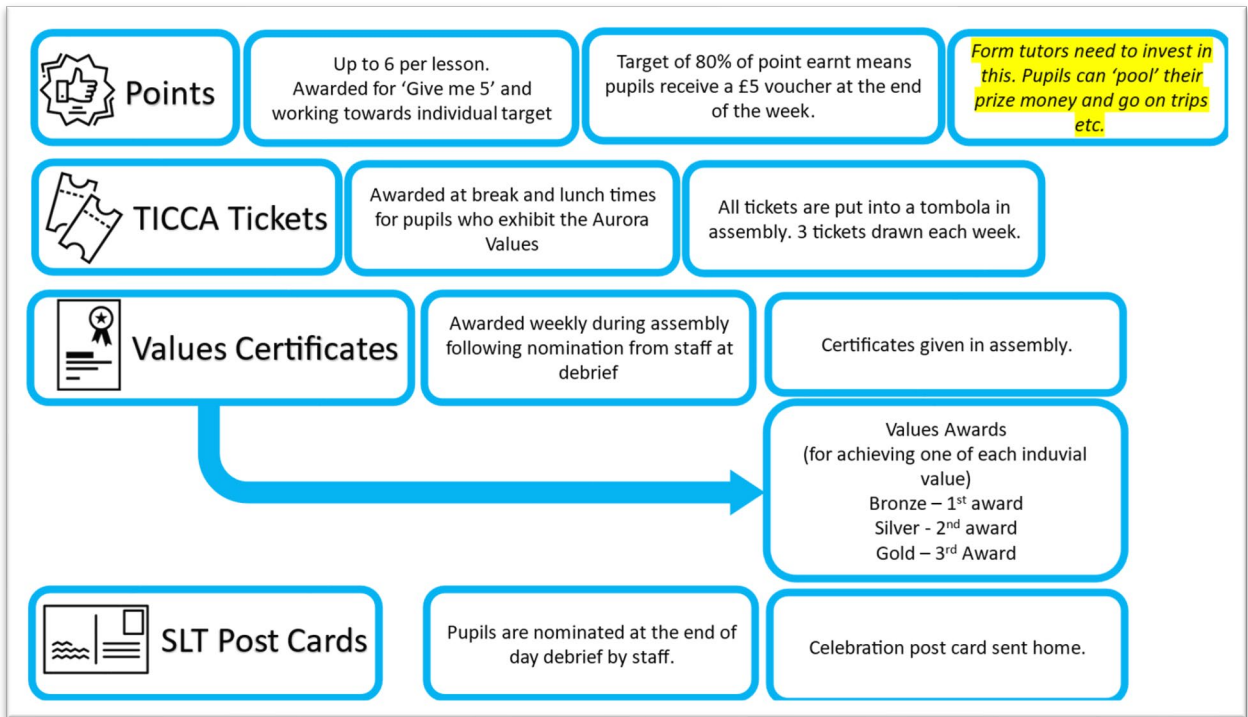 Points
Up to 6 per lesson.
Awarded for ‘Give me 5’ and
working towards individual target
Target of 80% of point earnt means
pupils receive a £5 voucher at the end
of the week.
Form tutors need to invest in
this. Pupils can ‘pool’ their
prize money and go on trips
etc.
TICCA Tickets
Awarded at break and lunch times
for pupils who exhibit the Aurora
Values
All tickets are put into a tombola in
assembly. 3 tickets drawn each week.
Values Certificates
Awarded weekly during assembly
following nomination from staff at
debrief
Certificates given in assembly.
Values Awards
(for achieving one of each induvial
value)
Bronze – 1st award
Silver - 2nd award
Gold – 3rd Award
SLT Post Cards
Pupils are nominated at the end of
day debrief by staff.
Celebration post card sent home.